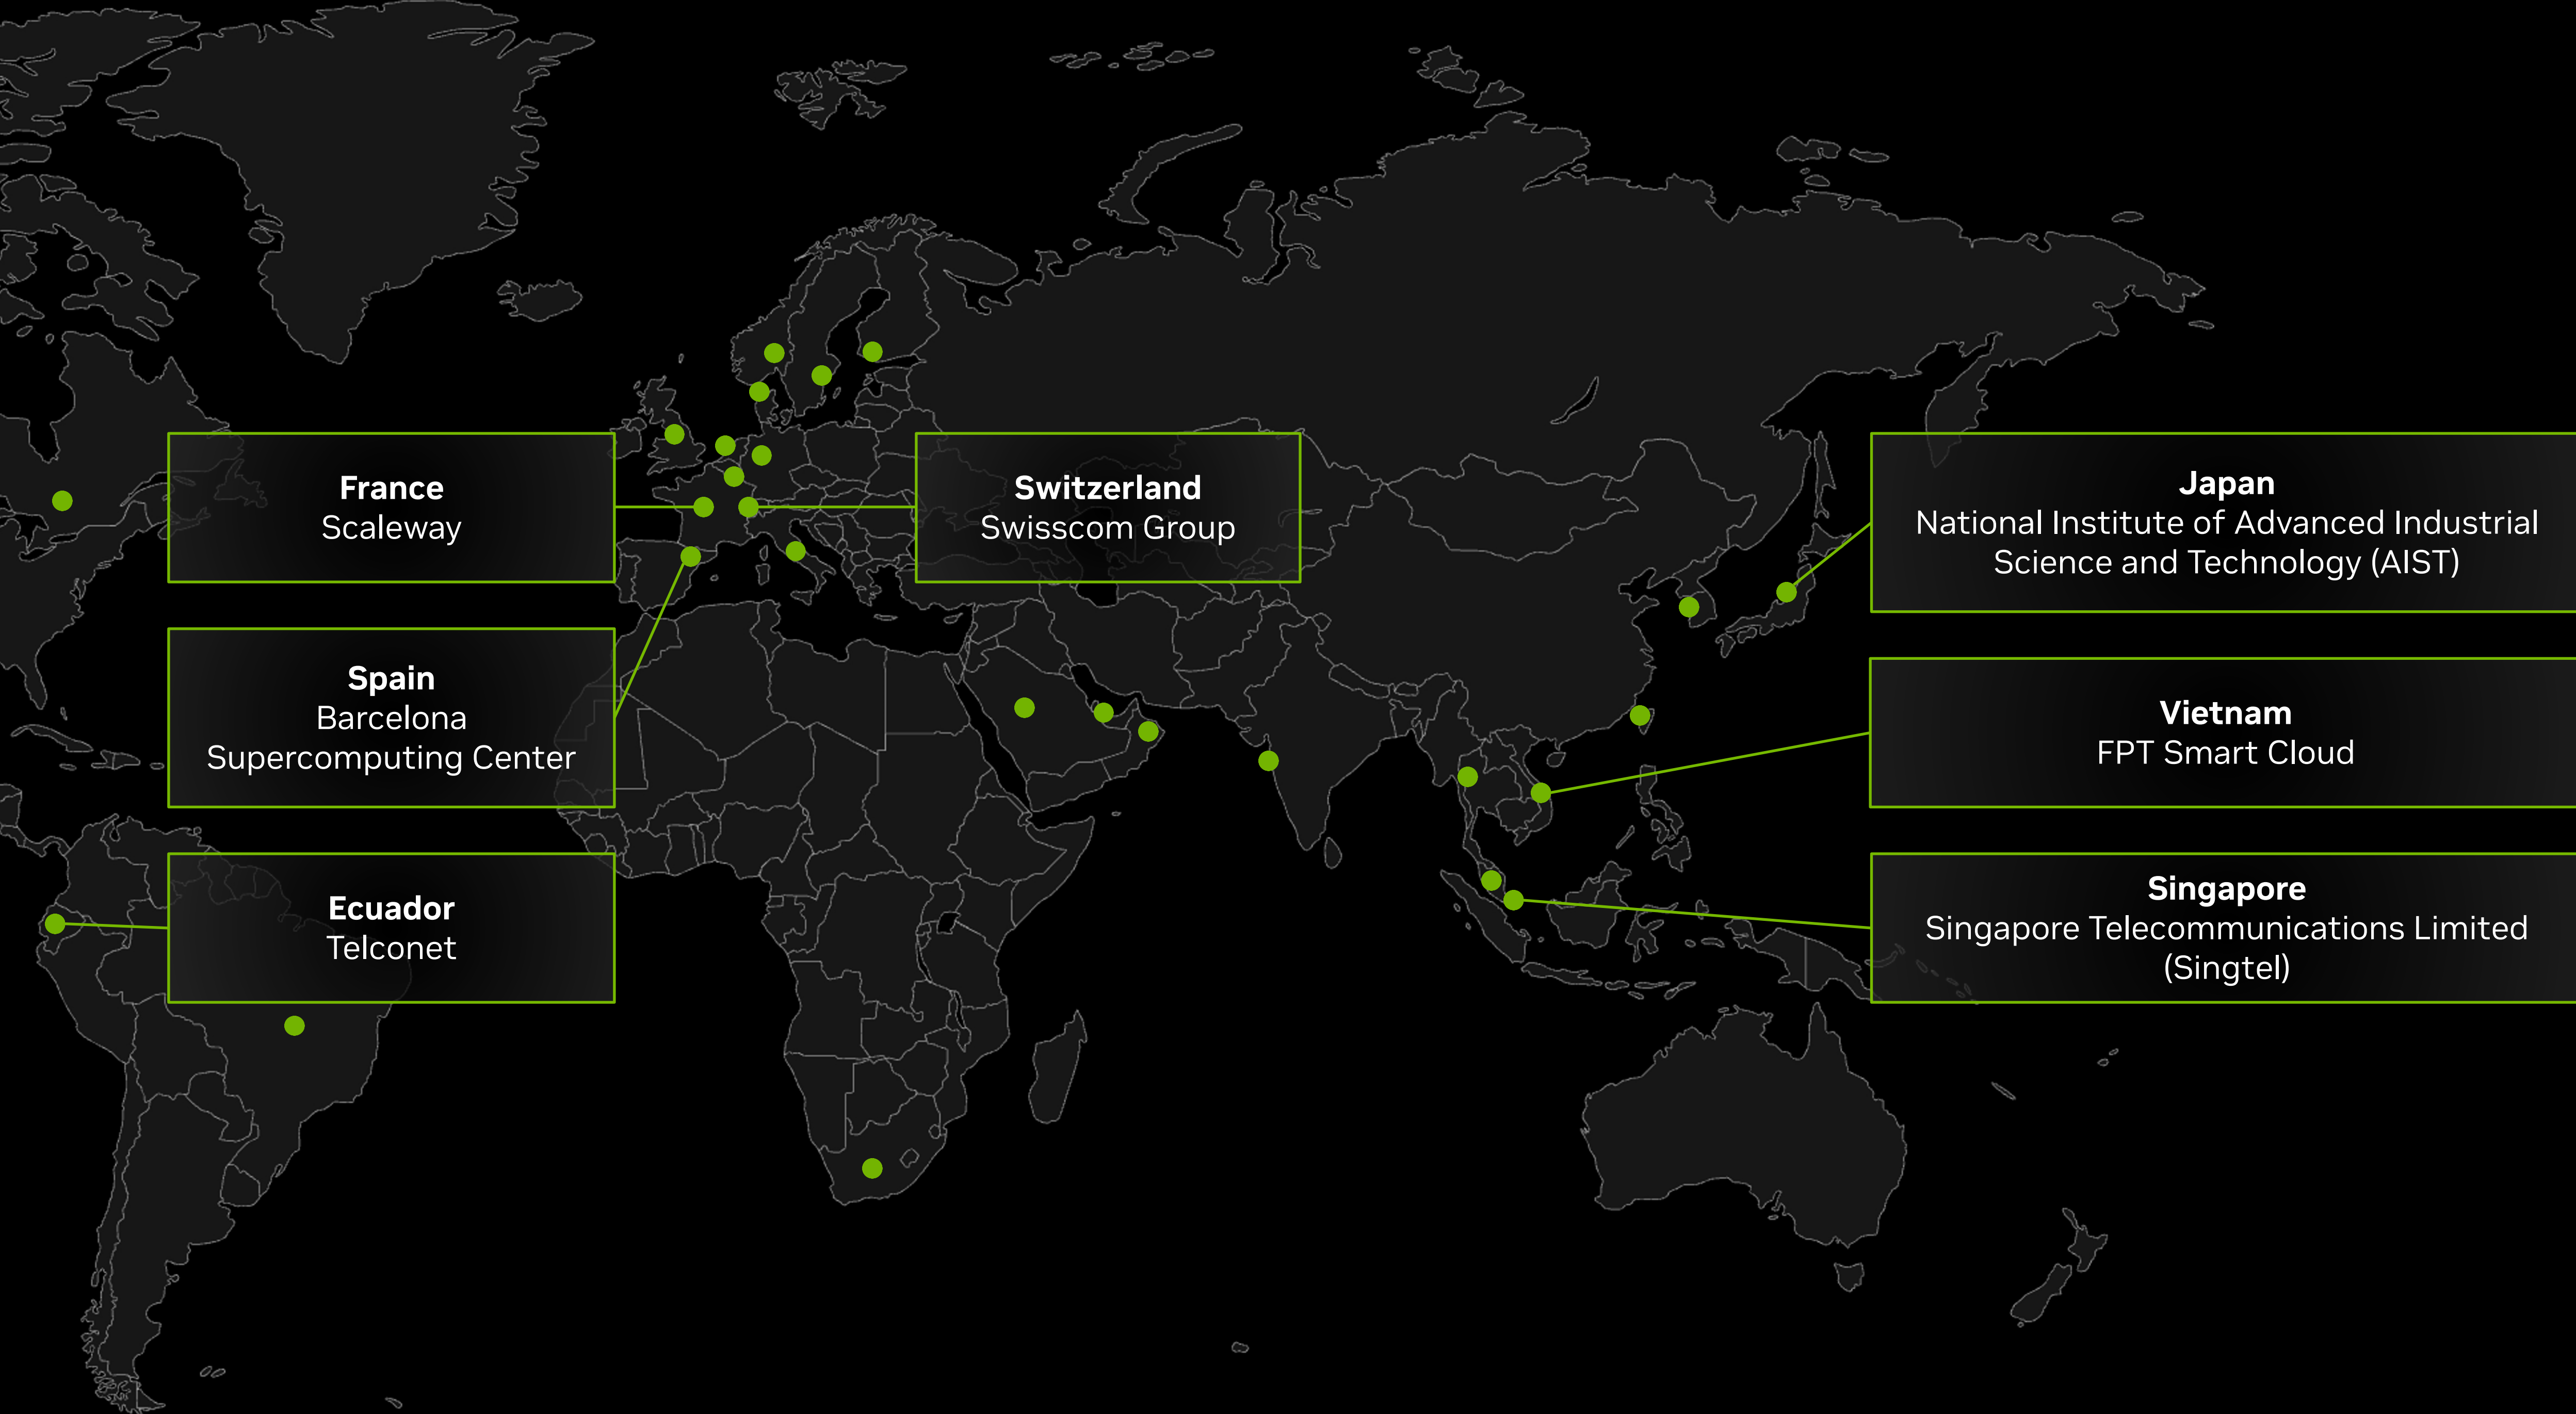 France
Scaleway
Switzerland
Swisscom Group
Japan
National Institute of Advanced Industrial
Science and Technology (AIST)
Spain
Barcelona
Supercomputing Center
Vietnam
FPT Smart Cloud
Ecuador
Telconet
Singapore
Singapore Telecommunications Limited
(Singtel)